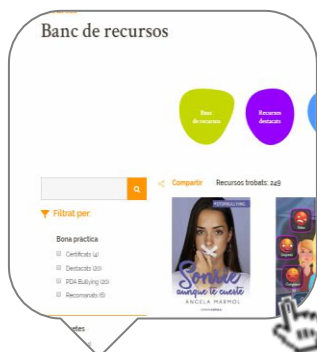 Banc de recursos
Banc
de recursos
Recursos
destacats
Compartir
Recursos trobats: 249
Filtrat per:
Bona pràctica
Certificats (4)
Destacats (20)
PDA Bullying (20)
Recomanats (6)
Sonríe
aunque te cueste
ANGELA MARMOL
etes